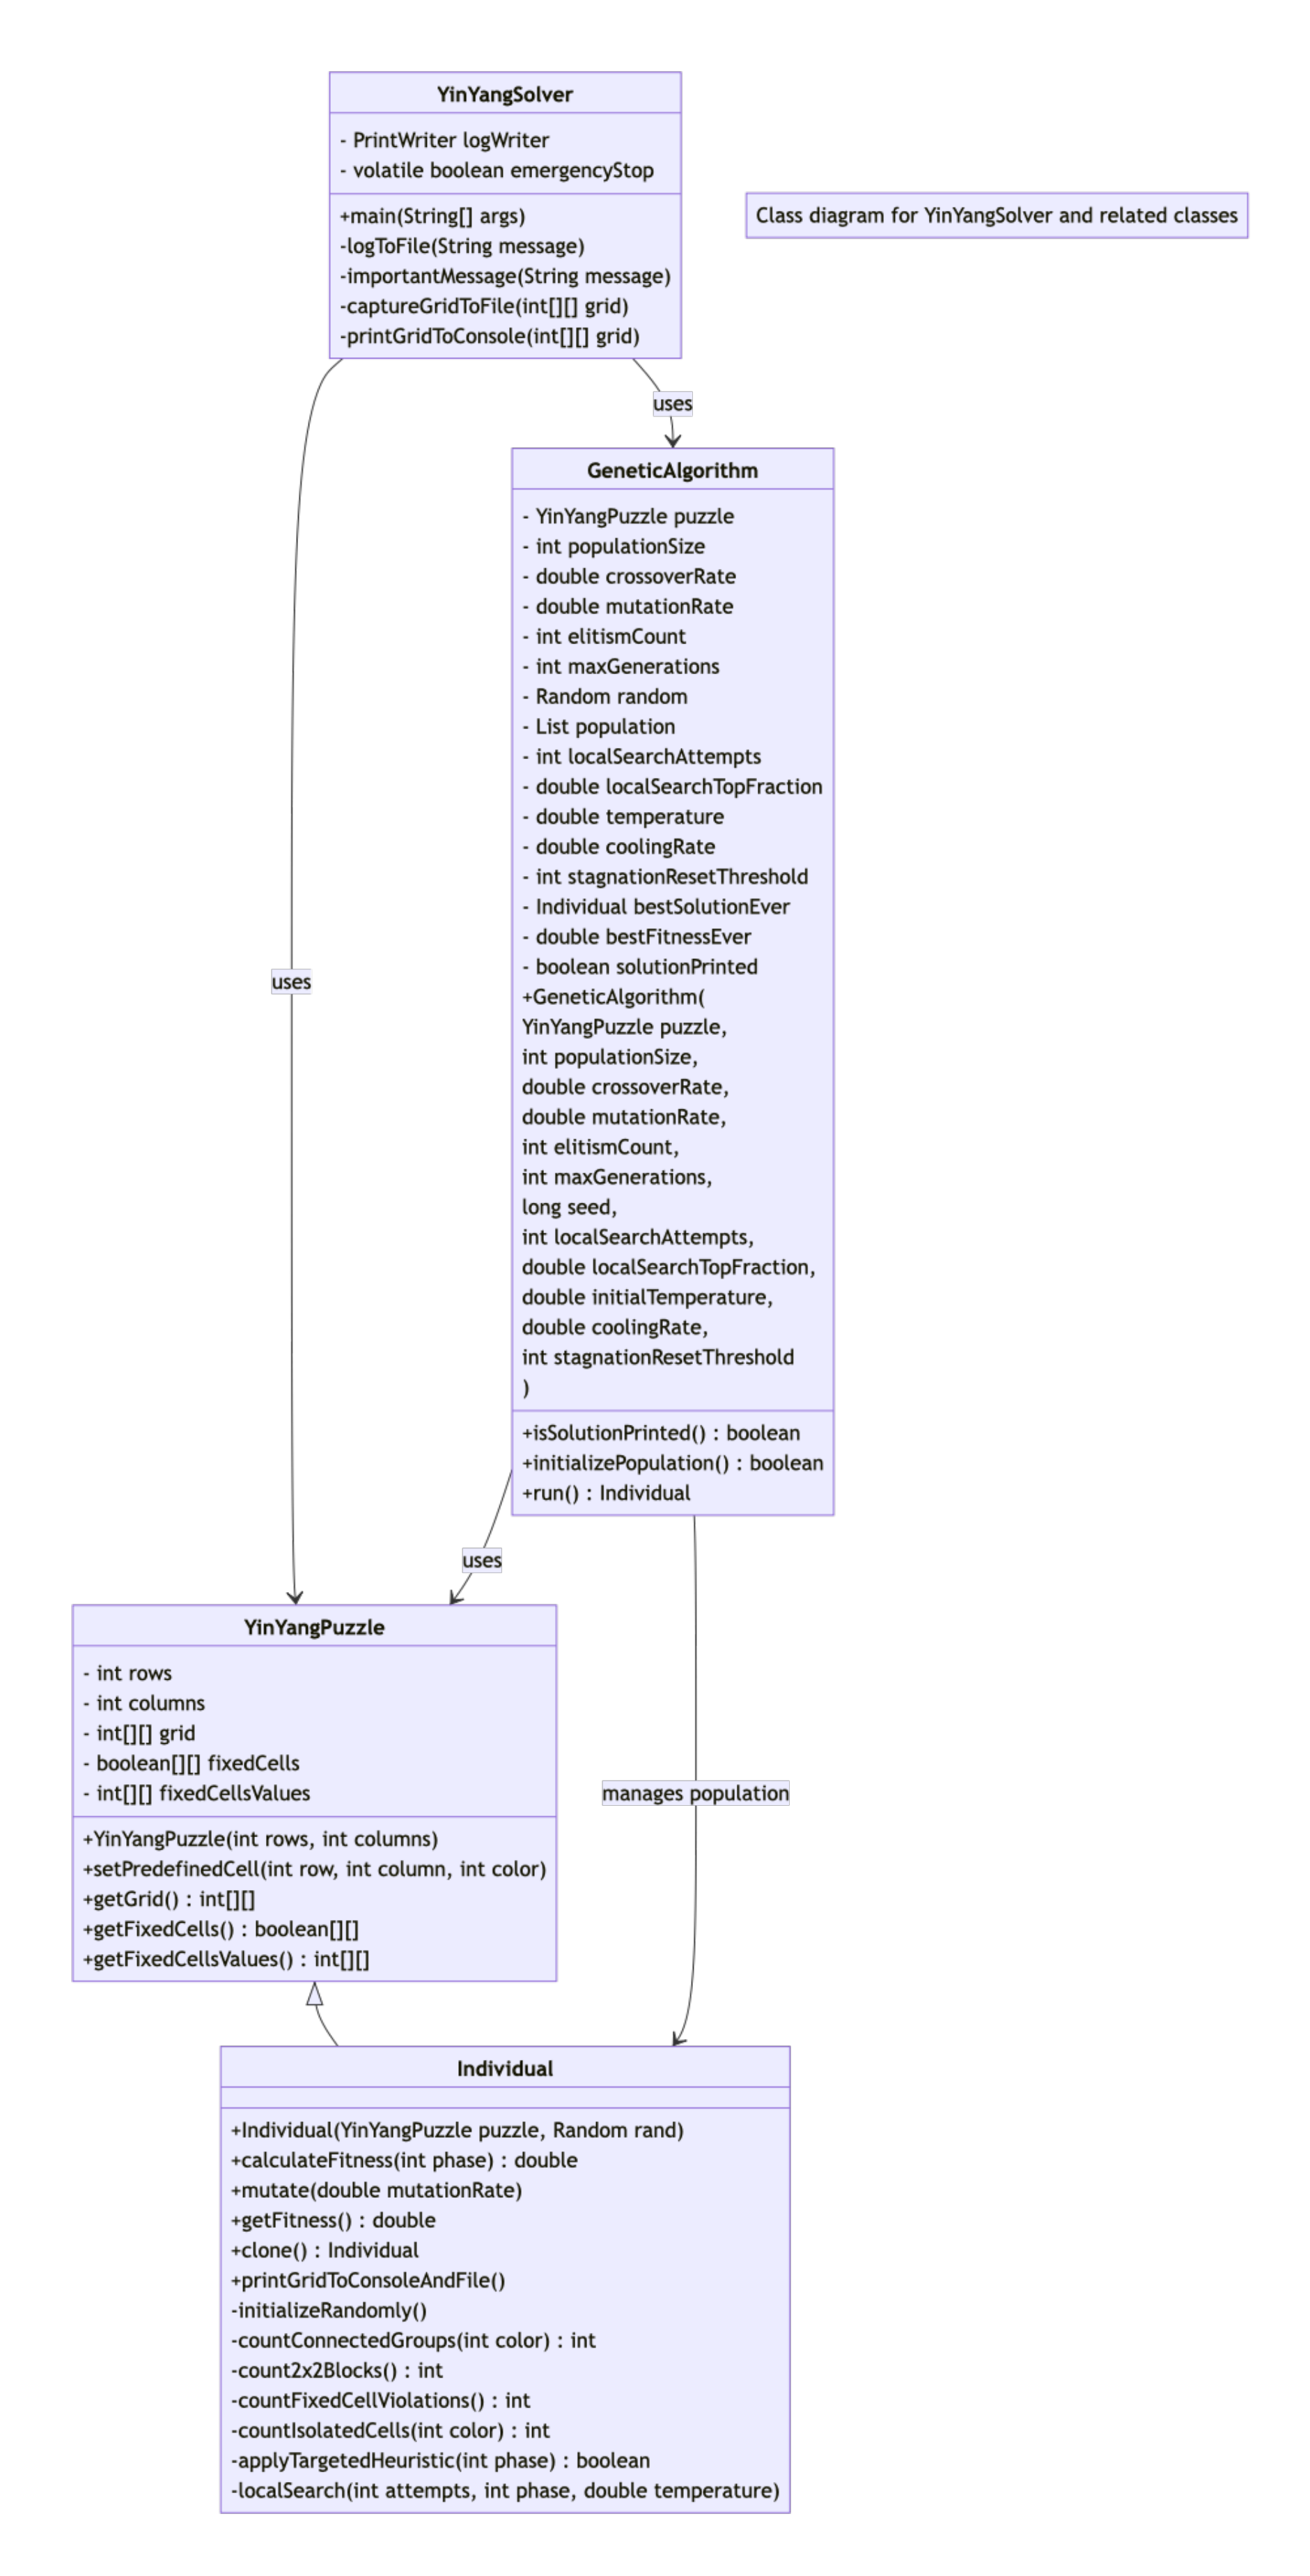 YinYangSolver
- PrintWriter logWriter
- volatile boolean emergencyStop
+main(String[] args)
-logToFile(String message)
-importantMessage(String message)
-captureGridToFile(int[][] grid)
-printGridToConsole(int[][] grid)
Class diagram for YinYangSolver and related classes
uses
GeneticAlgorithm
- YinYangPuzzle puzzle
- int populationSize
- double crossoverRate
- double mutationRate
- int elitismCount
- int maxGenerations
- Random random
- List population
- int localSearchAttempts
- double localSearchTopFraction
- double temperature
- double coolingRate
- int stagnationResetThreshold
- Individual bestSolutionEver
- double bestFitnessEver
- boolean solutionPrinted
+GeneticAlgorithm(
YinYangPuzzle puzzle,
int populationSize,
double crossoverRate,
double mutationRate,
int elitismCount,
int maxGenerations,
long seed,
int localSearchAttempts,
double localSearchTopFraction,
double initialTemperature,
double coolingRate,
int stagnationResetThreshold
)
+isSolutionPrinted() : boolean
+initializePopulation() : boolean
+run() : Individual
uses
uses
YinYangPuzzle
- int rows
- int columns
- int[][] grid
- boolean[][] fixedCells
- int[][] fixedCellsValues
+YinYangPuzzle(int rows, int columns)
+setPredefinedCell(int row, int column, int color)
+getGrid() : int[][]
+getFixedCells() : boolean[][]
+getFixedCellsValues() : int[][]
manages population
Individual
+Individual(YinYangPuzzle puzzle, Random rand)
+calculateFitness(int phase) : double
+mutate(double mutationRate)
+getFitness() : double
+clone() : Individual
+printGridToConsoleAndFile()
-initializeRandomly()
-countConnectedGroups(int color) : int
-count2x2Blocks() : int
-countFixedCellViolations() : int
-countIsolatedCells(int color) : int
-applyTargetedHeuristic(int phase) : boolean
-localSearch(int attempts, int phase, double temperature)